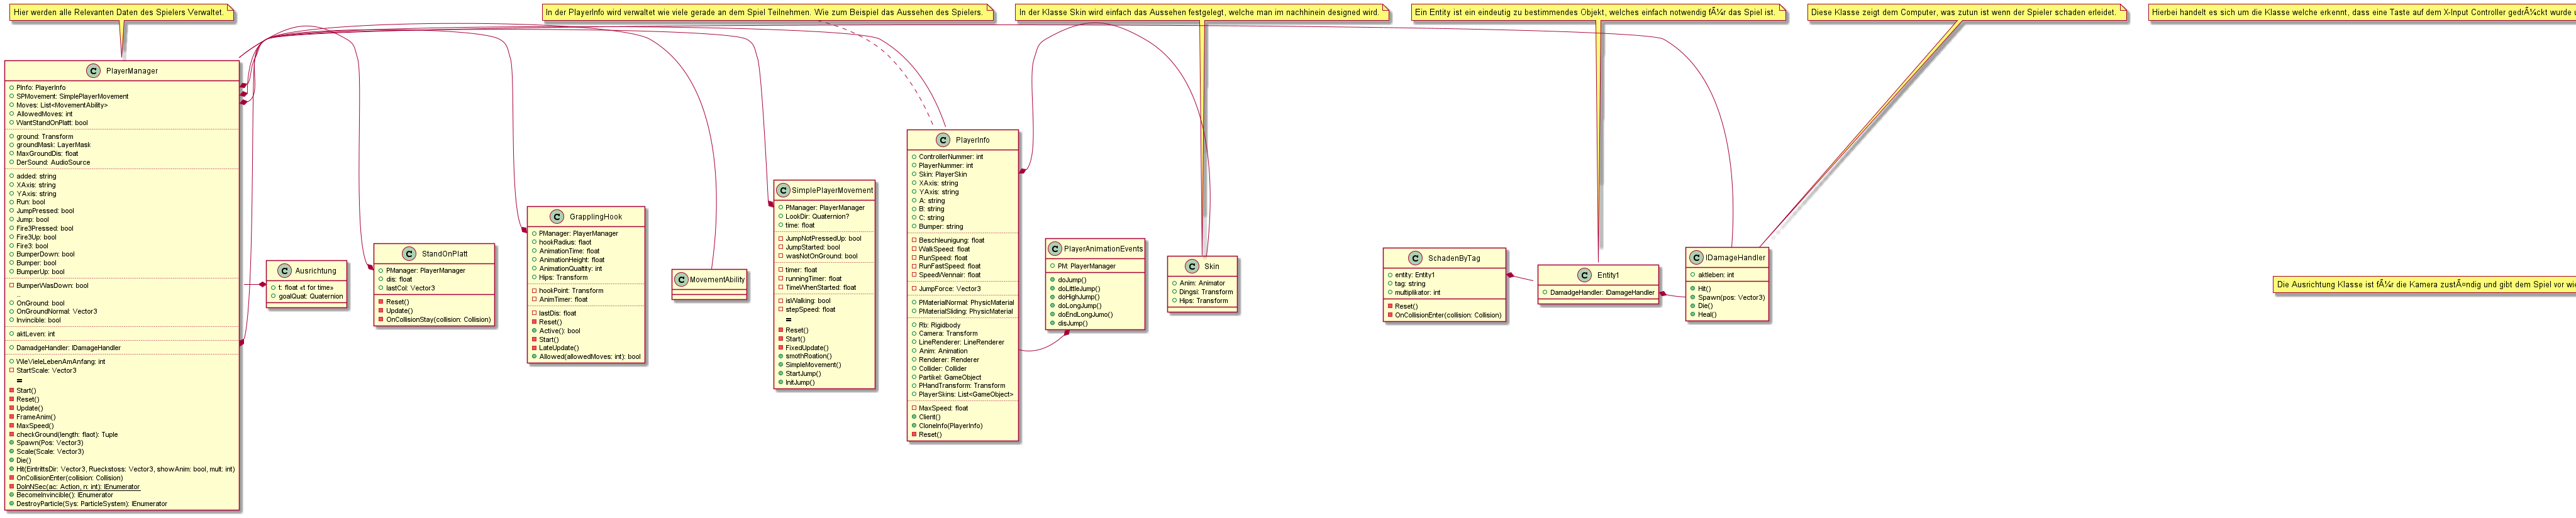 Hier werden alle Relevanten Daten des Spielers Verwaltet.
In der PlayerInfo wird verwaltet wie viele gerade an dem Spiel Teilnehmen. Wie zum Beispiel das Aussehen des Spielers.
In der Klasse Skin wird einfach das Aussehen festgelegt, welche man im nachhinein designed wird.
Ein Entity ist ein eindeutig zu bestimmendes Objekt, welches einfach notwendig fÃ¼r das Spiel ist.
Diese Klasse zeigt dem Computer, was zutun ist wenn der Spieler schaden erleidet.
Hierbei handelt es sich um die Klasse welche erkennt, dass eine Taste auf dem X-Input Controller gedrÃ¼ckt wurde
C PlayerManager
PInfo: PlayerInfo
SPMovement: SimplePlayerMovement
Moves: List<MovementAbility>
AllowedMoves: int
WantStandOnPlatt: bool
ground: Transform
groundMask: LayerMask
MaxGroundDis: float
DerSound: AudioSource
added: string
XAxis: string
YAxis: string
Run: bool
JumpPressed: bool
Jump: bool
Fire3Pressed: bool
Fire3Up: bool
Fire3: bool
BumperDown: bool
Bumper: bool
BumperUp: bool
BumperWasDown: bool
..
OnGround: bool
OnGroundNormal: Vector3
Invincible: bool
aktLeven: int
DamadgeHandler: IDamageHandler
WieVieleLebenAmAnfang: int
StartScale: Vector3
=
Start()
Reset()
Update()
FrameAnim()
MaxSpeed()
checkGround(length: flaot): Tuple
Spawn(Pos: Vector3)
Scale(Scale: Vector3)
Die()
Hit(EintrittsDir: Vector3, Rueckstoss: Vector3, showAnim: bool, mult: int)
OnCollisionEnter(collision: Collision)
DoInNSec(ac: Action, n: int): IEnumerator
BecomeInvincible(): IEnumerator
DestroyParticle(Sys: ParticleSystem): IEnumerator
C Ausrichtung
t: float «t for time»
goalQuat: Quaternion
C StandOnPlatt
PManager: PlayerManager
dis: float
lastCol: Vector3
Reset()
Update()
OnCollisionStay(collision: Collision)
C GrapplingHook
PManager: PlayerManager
hookRadius: flaot
AnimationTime: float
AnimationHeight: float
AnimationQualtity: int
Hips: Transform
hookPoint: Transform
AnimTimer: float
lastDis: float
Reset()
Active(): bool
Start()
LateUpdate()
Allowed(allowedMoves: int): bool
C MovementAbility
C SimplePlayerMovement
PManager: PlayerManager
LookDir: Quaternion?
time: float
JumpNotPressedUp: bool
JumpStarted: bool
wasNotOnGround: bool
timer: float
runningTimer: float
TimeWhenStarted: float
isWalking: bool
stepSpeed: float
=
Reset()
Start()
FixedUpdate()
smothRoation()
SimpleMovement()
StartJump()
InitJump()
C PlayerInfo
ControllerNummer: int
PlayerNummer: int
Skin: PlayerSkin
XAxis: string
YAxis: string
A: string
B: string
C: string
Bumper: string
Beschleunigung: float
WalkSpeed: float
RunSpeed: float
RunFastSpeed: float
SpeedViennair: float
JumpForce: Vector3
PMaterialNormal: PhysicMaterial
PMaterialSliding: PhysicMaterial
Rb: Rigidbody
Camera: Transform
LineRenderer: LineRenderer
Anim: Animation
Renderer: Renderer
Collider: Collider
Partikel: GameObject
PHandTransform: Transform
PlayerSkins: List<GameObject>
MaxSpeed: float
Client()
CloneInfo(PlayerInfo)
Reset()
C PlayerAnimationEvents
PM: PlayerManager
doJump()
doLittleJump()
doHighJump()
doLongJump()
doEndLongJumo()
disJump()
C Skin
Anim: Animator
Dingsi: Transform
Hips: Transform
C SchadenByTag
entity: Entity1
tag: string
multiplikator: int
Reset()
OnCollisionEnter(collision: Collision)
C Entity1
DamadgeHandler: IDamageHandler
C IDamageHandler
aktleben: int
Hit()
Spawn(pos: Vector3)
Die()
Heal()
Die Ausrichtung Klasse ist fÃ¼r die Kamera zustÃ¤ndig und gibt dem Spiel vor wie